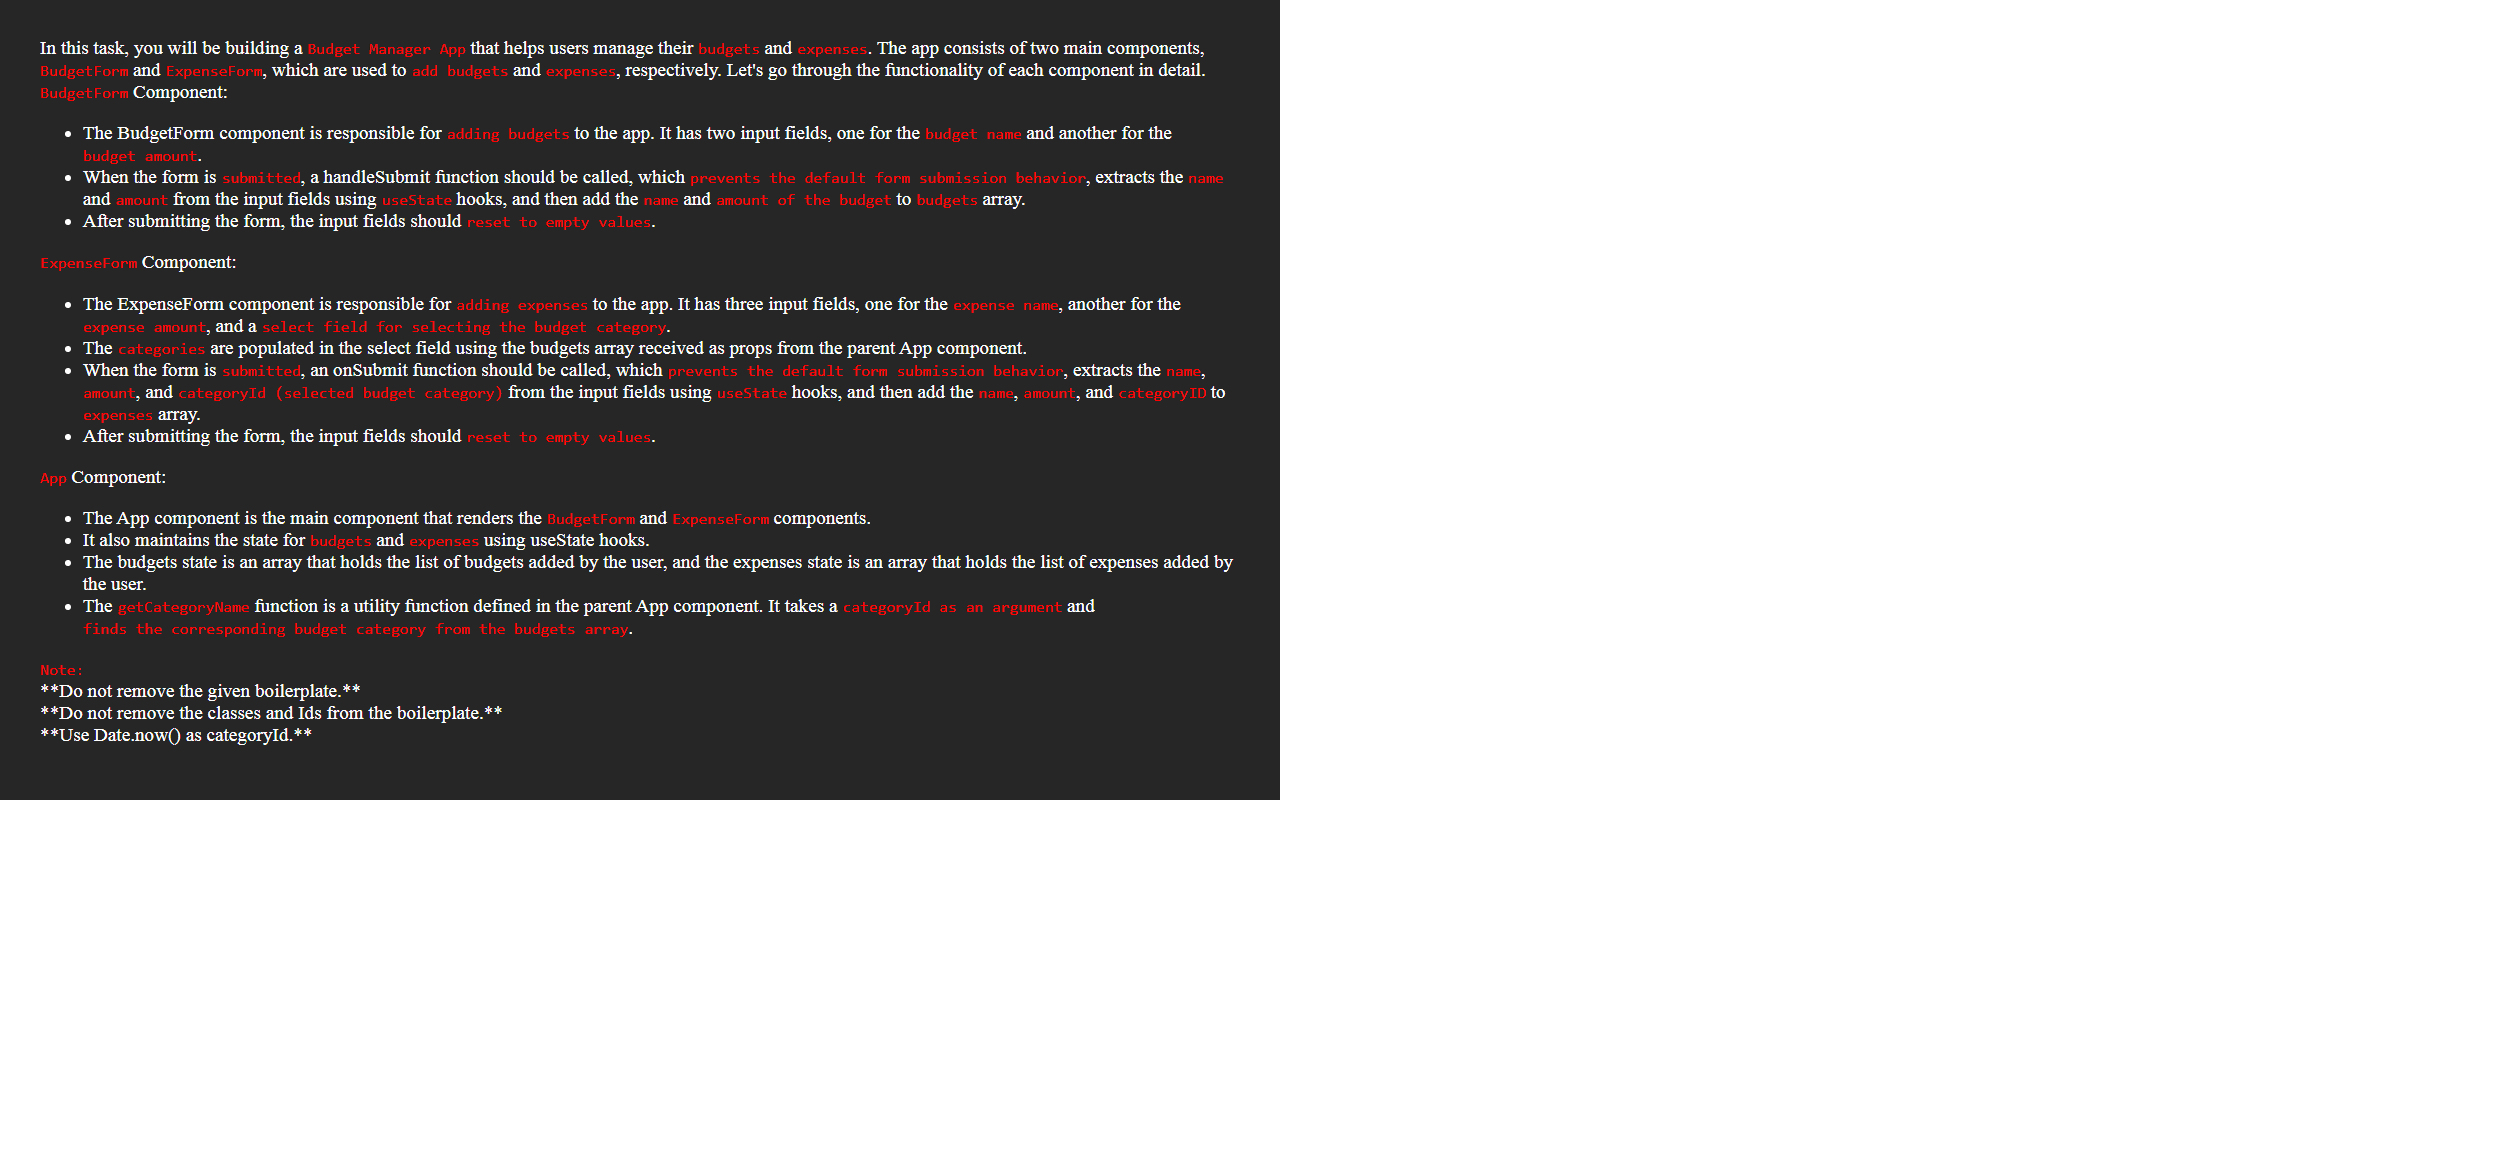 In this task, you will be building a Budget Manager App that helps users manage their budgets and expenses. The app consists of two main components,
BudgetForm and ExpenseForm, which are used to add budgets and expenses, respectively. Let's go through the functionality of each component in detail.
BudgetForm Component:
• The BudgetForm component is responsible for adding budgets to the app. It has two input fields, one for the budget name and another for the
budget amount.
• When the form is submitted, a handleSubmit function should be called, which prevents the default form submission behavior, extracts the name
and amount from the input fields using useState hooks, and then add the name and amount of the budget to budgets array.
• After submitting the form, the input fields should reset to empty values.
ExpenseForm Component:
• The ExpenseForm component is responsible for adding expenses to the app. It has three input fields, one for the expense name, another for the
expense amount, and a select field for selecting the budget category.
• The categories are populated in the select field using the budgets array received as props from the parent App component.
• When the form is submitted, an onSubmit function should be called, which prevents the default form submission behavior, extracts the name,
amount, and categoryId (selected budget category) from the input fields using useState hooks, and then add the name, amount, and categoryID to
expenses array.
• After submitting the form, the input fields should reset to empty values.
App Component:
• The App component is the main component that renders the BudgetForm and ExpenseForm components.
• It also maintains the state for budgets and expenses using useState hooks.
• The budgets state is an array that holds the list of budgets added by the user, and the expenses state is an array that holds the list of expenses added by
the user.
• The getCategoryName function is a utility function defined in the parent App component. It takes a categoryId as an argument and
finds the corresponding budget category from the budgets array.
Note:
**Do not remove the given boilerplate.**
**Do not remove the classes and Ids from the boilerplate.**
**Use Date.now() as categoryId.**